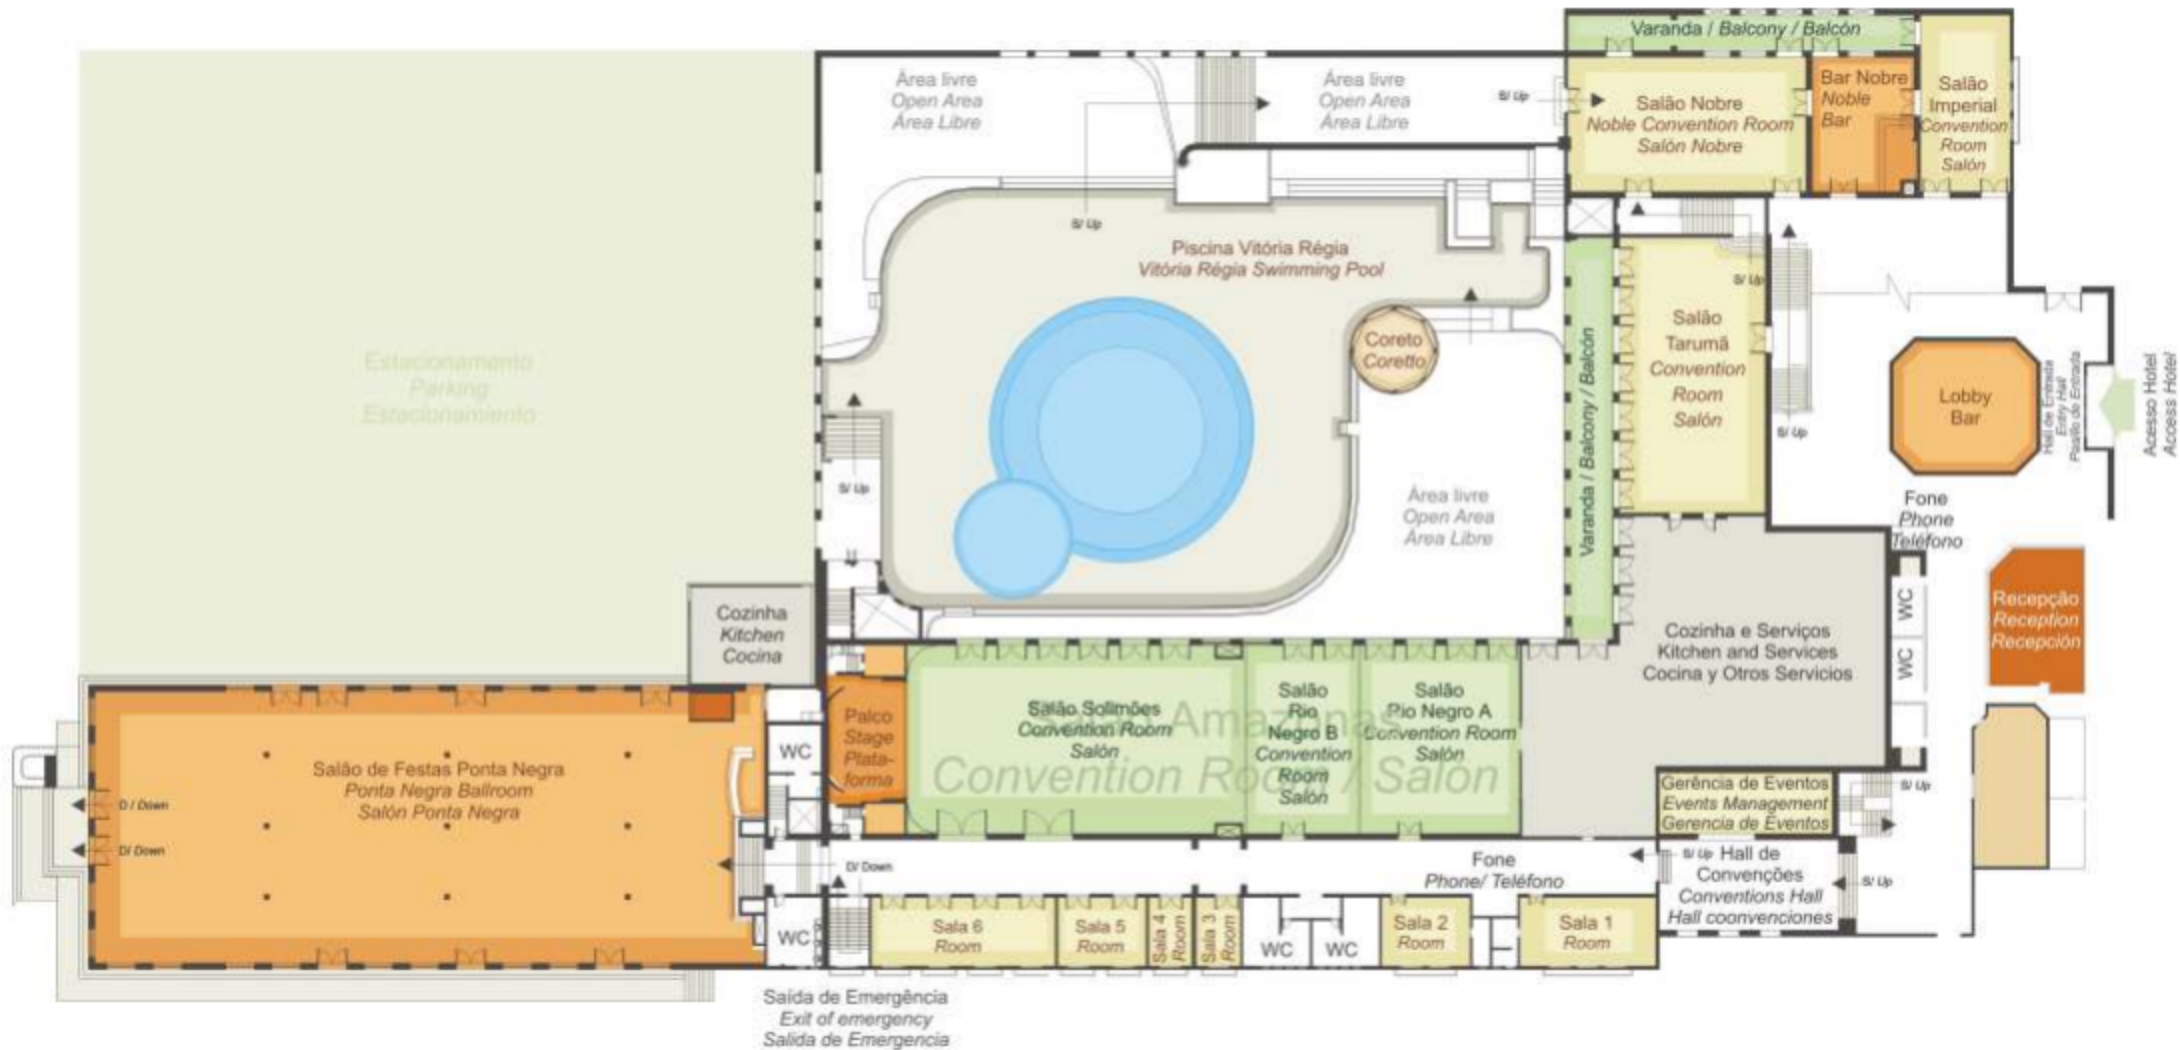 Varanda / Balcony / Balcón
Área livre
Open Area
Área Libre
Área livre
Open Area
Área Libre
S/ Up
Salão Nobre
Noble Convention Room
Salón Nobre
Bar Nobre
Noble
Bar
Salão
Imperial
Convention
Room
Salón
S/ Up
Piscina Vitória Régia
Vitória Régia Swimming Pool
S/ Up
Estacionamento
Parking
Estacionamiento
Coreto
Coretto
Varanda / Balcony / Balcón
Salão
Tarumã
Convention
Room
Salón
S/ Up
Lobby
Bar
Hall de Entrada
Entry Hall
Pasillo de Entrada
Acesso Hotel
Access Hotel
S/ Up
Área livre
Open Area
Área Libre
Fone
Phone
Teléfono
Cozinha
Kitchen
Cocina
Cozinha e Serviços
Kitchen and Services
Cocina y Otros Servicios
WC
WC
Recepção
Reception
Recepción
Salão de Festas Ponta Negra
Ponta Negra Ballroom
Salón Ponta Negra
D / Down
D/ Down
WC
Palco
Stage
Plata-
forma
Salão Solimões
Convention Room
Salón
Salão Amazonas
Convention Room / Salón
Salão
Rio
Negro B
Convention
Room
Salón
Salão
Rio Negro A
Convention Room
Salón
Gerência de Eventos
Events Management
Gerencia de Eventos
S/ Up
D/ Down
Fone
Phone/ Teléfono
S/ Up
Hall de
Convenções
Conventions Hall
Hall coonvenciones
S/ Up
WC
Sala 6
Room
Sala 5
Room
Sala 4
Room
Sala 3
Room
WC
WC
Sala 2
Room
Sala 1
Room
Saída de Emergência
Exit of emergency
Salida de Emergencia